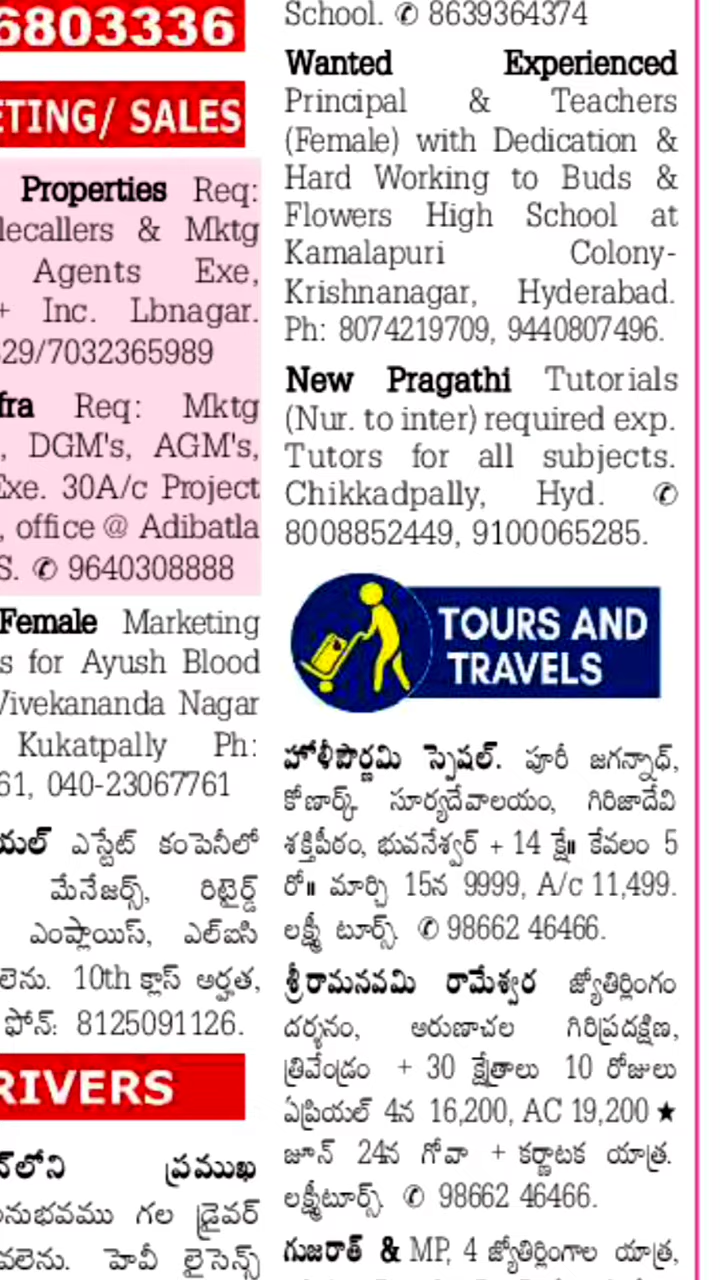 6803336
ETING/ SALES
Properties Req:
lecallers & Mktg
Agents Exe,
+ Inc. Lbnagar.
29/7032365989
fra Req: Mktg
, DGM's, AGM's,
Exe. 30A/c Project
, office @ Adibatla
S. ✆ 9640308888
Female Marketing
s for Ayush Blood
Vivekananda Nagar
Kukatpally Ph:
61, 040-23067761
యల్ ఎస్టేట్ కంపెనీలో
మేనేజర్స్, రిటైర్డ్
ఎంప్లాయిస్, ఎల్ఐసి
లెను. 10th క్లాస్ అర్హత,
ఫోన్: 8125091126.
RIVERS
న్‌లోని ప్రముఖ
నుభవము గల డ్రైవర్
వలెను. హెవీ లైసెన్స్
School. ✆ 8639364374
Wanted Experienced
Principal & Teachers
(Female) with Dedication &
Hard Working to Buds &
Flowers High School at
Kamalapuri Colony-
Krishnanagar, Hyderabad.
Ph: 8074219709, 9440807496.
New Pragathi Tutorials
(Nur. to inter) required exp.
Tutors for all subjects.
Chikkadpally, Hyd. ✆
8008852449, 9100065285.
TOURS AND
TRAVELS
హోళీపౌర్ణమి స్పెషల్. పూరీ జగన్నాధ్,
కోణార్క్ సూర్యదేవాలయం, గిరిజాదేవి
శక్తిపీఠం, భువనేశ్వర్ + 14 క్షే॥ కేవలం 5
రో॥ మార్చి 15న 9999, A/c 11,499.
లక్ష్మీ టూర్స్. ✆ 98662 46466.
శ్రీరామనవమి రామేశ్వర జ్యోతిర్లింగం
దర్శనం, అరుణాచల గిరిప్రదక్షిణ,
త్రివేండ్రం + 30 క్షేత్రాలు 10 రోజులు
ఏప్రియల్ 4న 16,200, AC 19,200 ★
జూన్ 24న గోవా + కర్ణాటక యాత్ర.
లక్ష్మీటూర్స్. ✆ 98662 46466.
గుజరాత్ & MP, 4 జ్యోతిర్లింగాల యాత్ర,